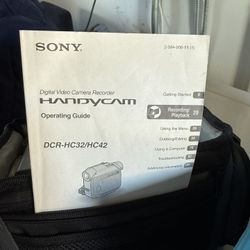 SONY
Digital Video Camera Recorder
HANDYCAM
Operating Guide
DCR-HC32/HC42
Getting Started
Recording/
Playback
Using the Menu
Dubbing/Editing
Using a Computer
Troubleshooting
Additional Information